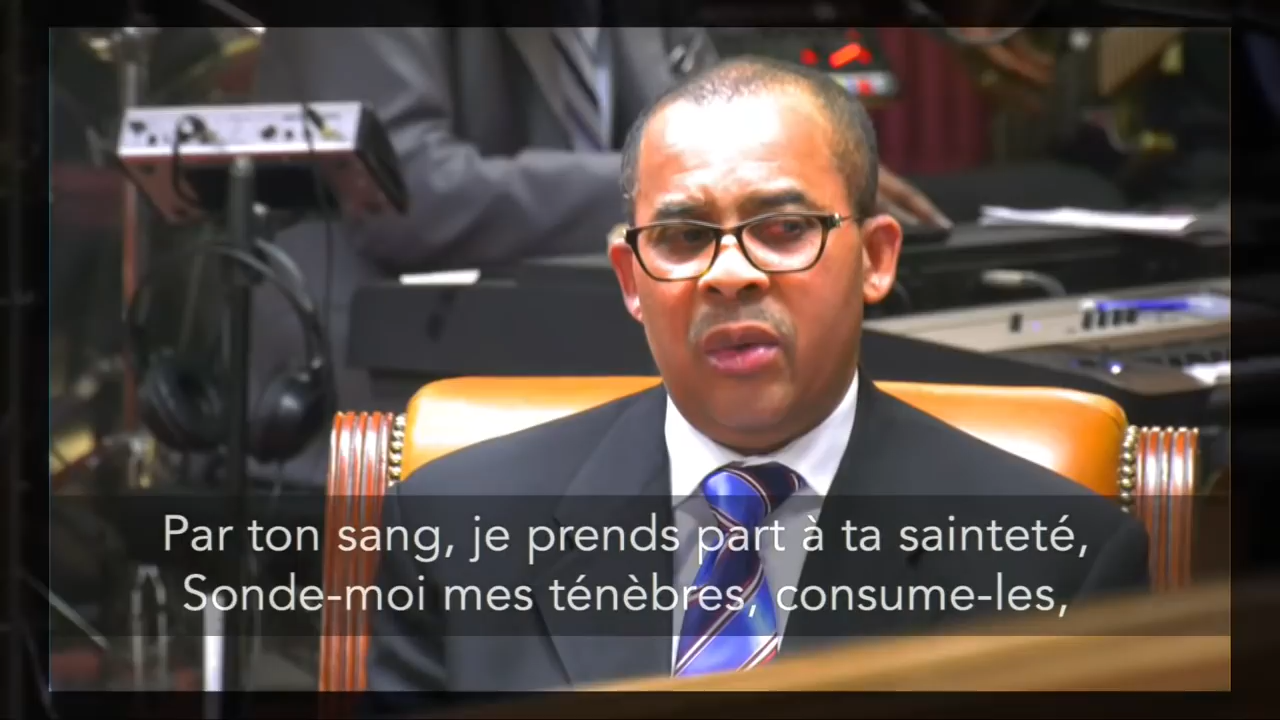 Par ton sang, je prends part à ta sainteté,
Sonde-moi mes ténèbres, consume-les,